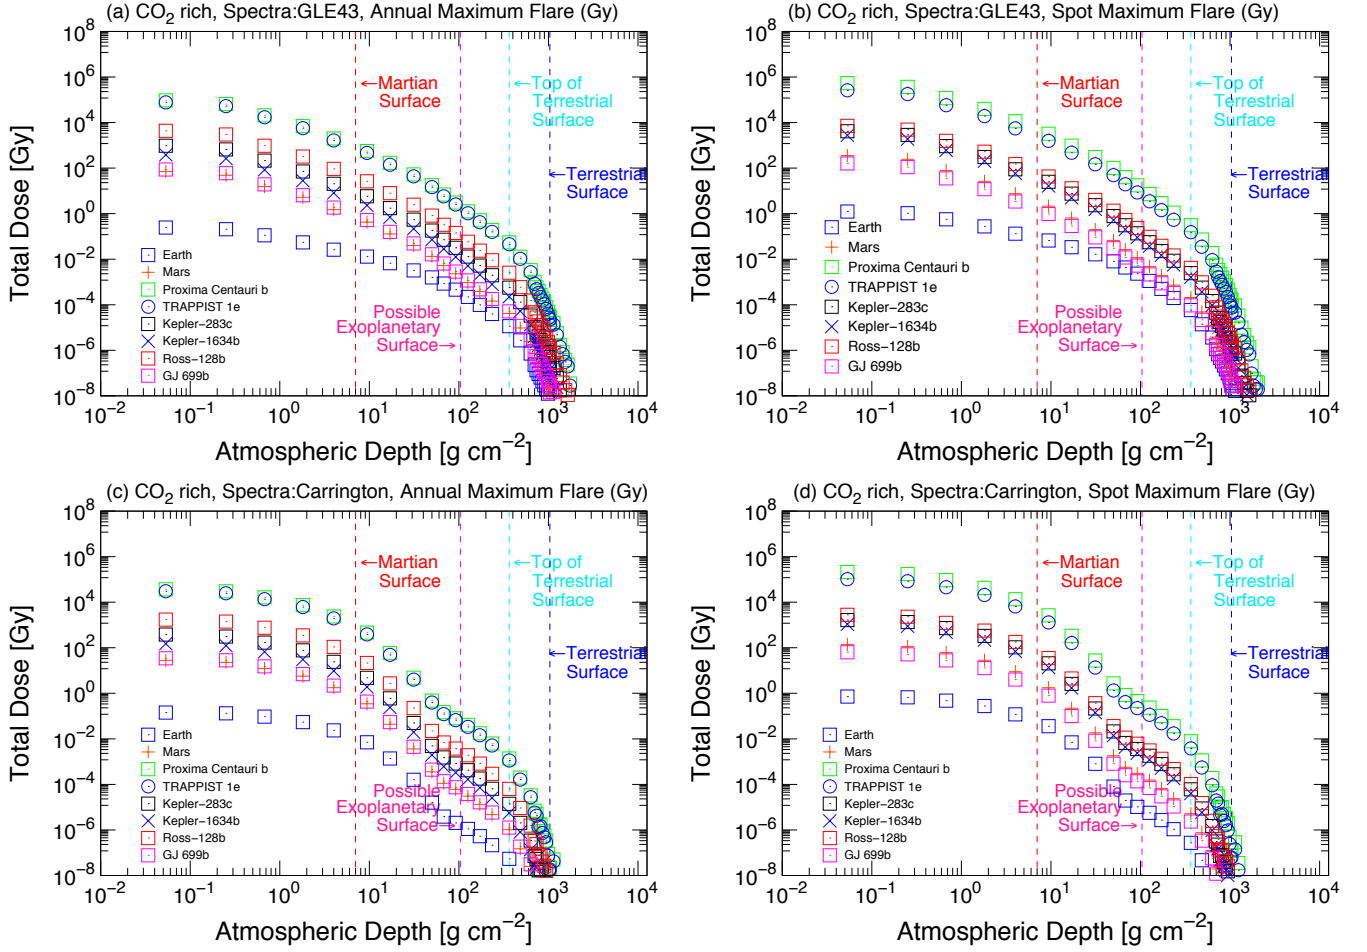 (a) CO2 rich, Spectra:GLE43, Annual Maximum Flare (Gy)
Total Dose [Gy]
10^8
10^6
10^4
10^2
10^0
10^−2
10^−4
10^−6
10^−8
←Martian
Surface
←Top of
Terrestrial
Surface
←Terrestrial
Surface
Possible
Exoplanetary
Surface→
Earth
Mars
Proxima Centauri b
TRAPPIST 1e
Kepler−283c
Kepler−1634b
Ross−128b
GJ 699b
10^−2 10^−1 10^0 10^1 10^2 10^3 10^4
Atmospheric Depth [g cm^−2]
(b) CO2 rich, Spectra:GLE43, Spot Maximum Flare (Gy)
Total Dose [Gy]
10^8
10^6
10^4
10^2
10^0
10^−2
10^−4
10^−6
10^−8
←Martian
Surface
←Top of
Terrestrial
Surface
←Terrestrial
Surface
Possible
Exoplanetary
Surface→
Earth
Mars
Proxima Centauri b
TRAPPIST 1e
Kepler−283c
Kepler−1634b
Ross−128b
GJ 699b
10^−2 10^−1 10^0 10^1 10^2 10^3 10^4
Atmospheric Depth [g cm^−2]
(c) CO2 rich, Spectra:Carrington, Annual Maximum Flare (Gy)
Total Dose [Gy]
10^8
10^6
10^4
10^2
10^0
10^−2
10^−4
10^−6
10^−8
←Martian
Surface
←Top of
Terrestrial
Surface
←Terrestrial
Surface
Possible
Exoplanetary
Surface→
Earth
Mars
Proxima Centauri b
TRAPPIST 1e
Kepler−283c
Kepler−1634b
Ross−128b
GJ 699b
10^−2 10^−1 10^0 10^1 10^2 10^3 10^4
Atmospheric Depth [g cm^−2]
(d) CO2 rich, Spectra:Carrington, Spot Maximum Flare (Gy)
Total Dose [Gy]
10^8
10^6
10^4
10^2
10^0
10^−2
10^−4
10^−6
10^−8
←Martian
Surface
←Top of
Terrestrial
Surface
←Terrestrial
Surface
Possible
Exoplanetary
Surface→
Earth
Mars
Proxima Centauri b
TRAPPIST 1e
Kepler−283c
Kepler−1634b
Ross−128b
GJ 699b
10^−2 10^−1 10^0 10^1 10^2 10^3 10^4
Atmospheric Depth [g cm^−2]